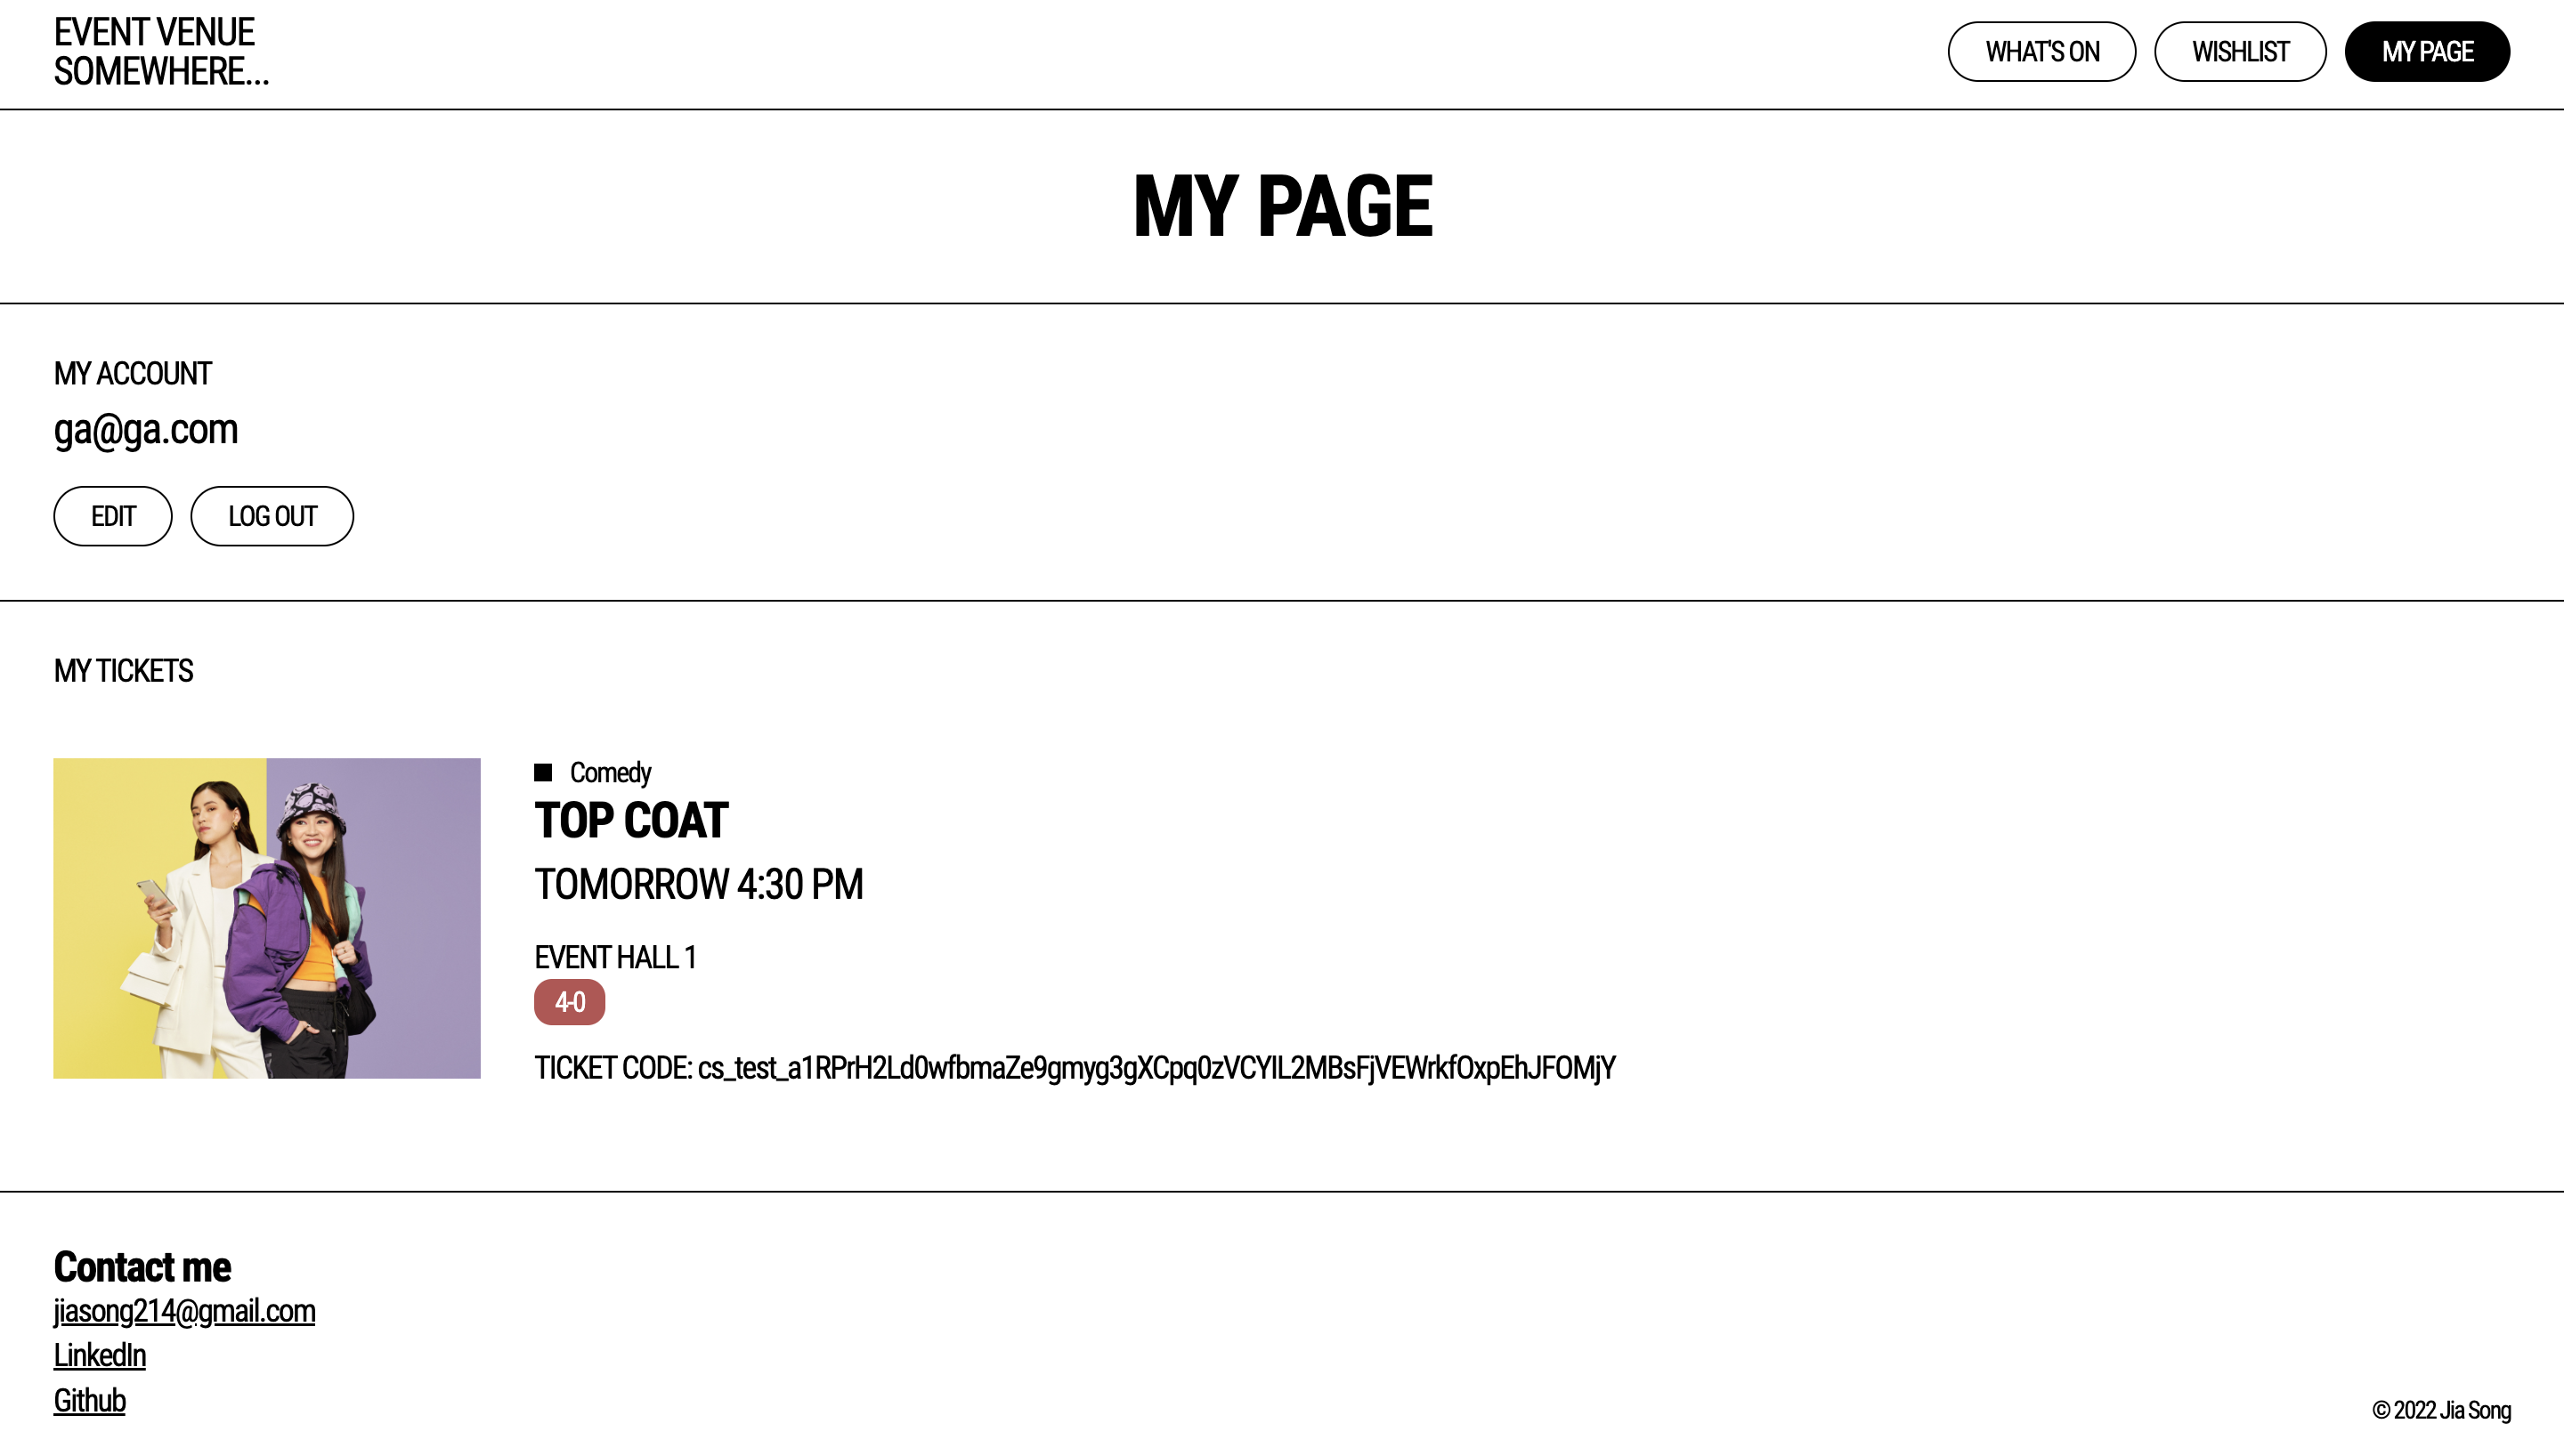 EVENT VENUE
SOMEWHERE...
WHAT'S ON
WISHLIST
MY PAGE
MY PAGE
MY ACCOUNT
ga@ga.com
EDIT
LOG OUT
MY TICKETS
Comedy
TOP COAT
TOMORROW 4:30 PM
EVENT HALL 1
4-0
TICKET CODE: cs_test_a1RPrH2Ld0wfbmaZe9gmyg3gXCpq0zVCYIL2MBsFjVEWrkfOxpEhJFOMjY
Contact me
jiasong214@gmail.com
LinkedIn
Github
© 2022 Jia Song